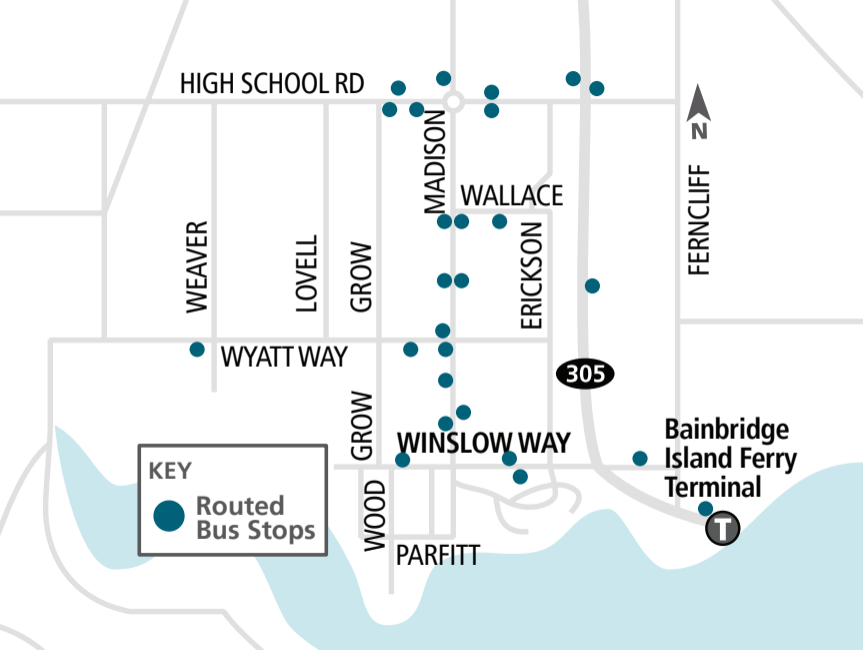 HIGH SCHOOL RD
MADISON
N
WALLACE
FERNCLIFF
WEAVER
LOVELL
GROW
ERICKSON
WYATT WAY
305
GROW
WINSLOW WAY
Bainbridge
Island Ferry
Terminal
KEY
Routed
Bus Stops
WOOD
T
PARFITT